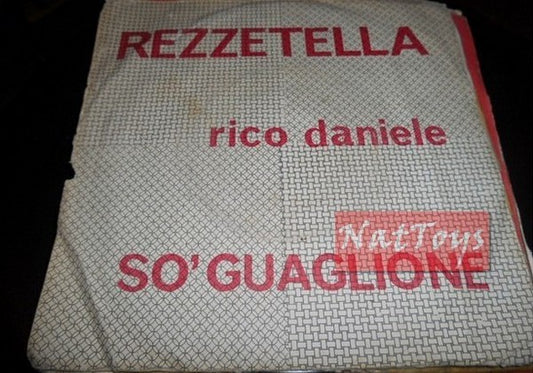 REZZETELLA
rico daniele
NatToys
SO' GUAGLIONE